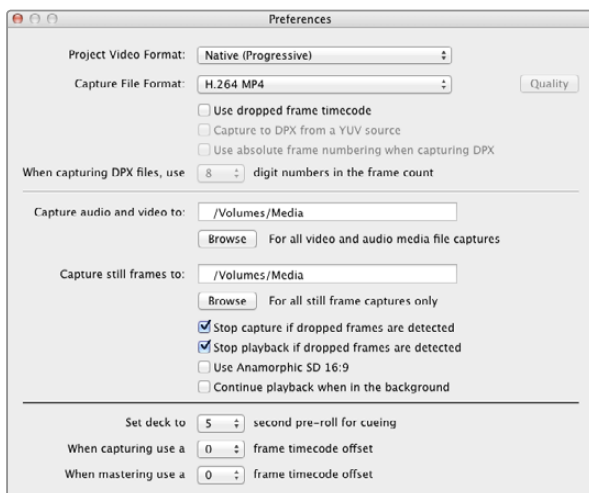 Preferences
Project Video Format: Native (Progressive)
Capture File Format: H.264 MP4 Quality
Use dropped frame timecode
Capture to DPX from a YUV source
Use absolute frame numbering when capturing DPX
When capturing DPX files, use 8 digit numbers in the frame count
Capture audio and video to: /Volumes/Media
Browse For all video and audio media file captures
Capture still frames to: /Volumes/Media
Browse For all still frame captures only
Stop capture if dropped frames are detected
Stop playback if dropped frames are detected
Use Anamorphic SD 16:9
Continue playback when in the background
Set deck to 5 second pre-roll for cueing
When capturing use a 0 frame timecode offset
When mastering use a 0 frame timecode offset